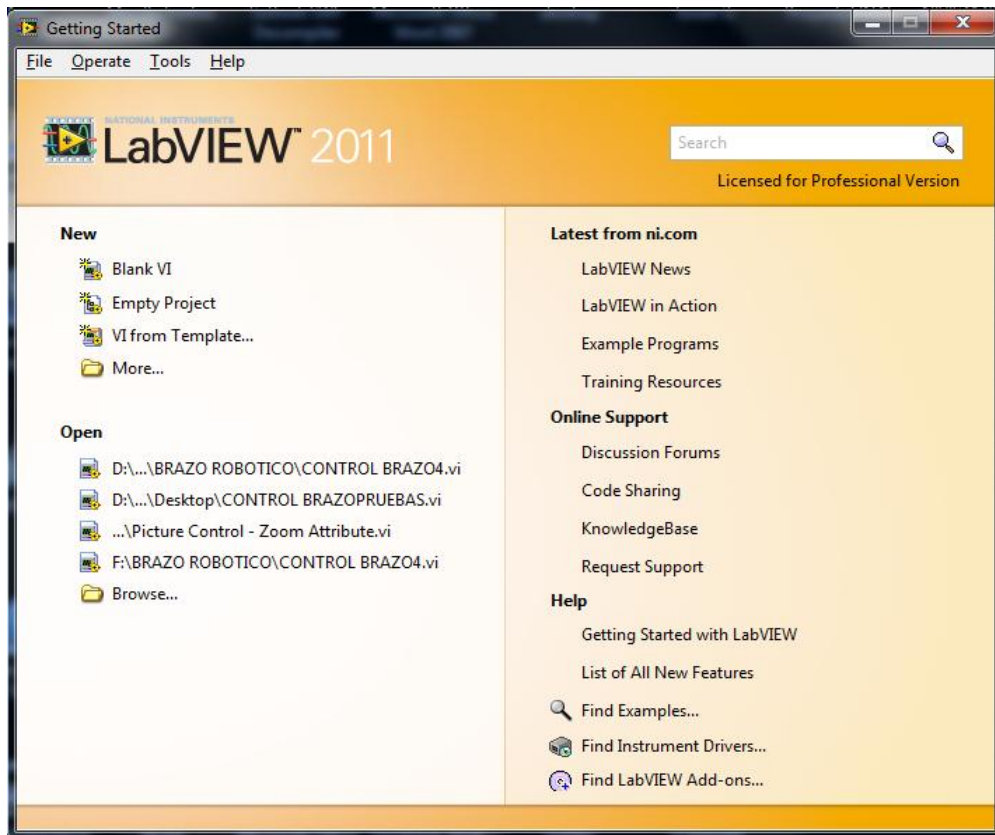 Getting Started
File Operate Tools Help
NATIONAL INSTRUMENTS
LabVIEW™ 2011
Search
Licensed for Professional Version
New
Blank VI
Empty Project
VI from Template...
More...
Open
D:\...\BRAZO ROBOTICO\CONTROL BRAZO4.vi
D:\...\Desktop\CONTROL BRAZOPRUEBAS.vi
...\Picture Control - Zoom Attribute.vi
F:\BRAZO ROBOTICO\CONTROL BRAZO4.vi
Browse...
Latest from ni.com
LabVIEW News
LabVIEW in Action
Example Programs
Training Resources
Online Support
Discussion Forums
Code Sharing
KnowledgeBase
Request Support
Help
Getting Started with LabVIEW
List of All New Features
Find Examples...
Find Instrument Drivers...
Find LabVIEW Add-ons...